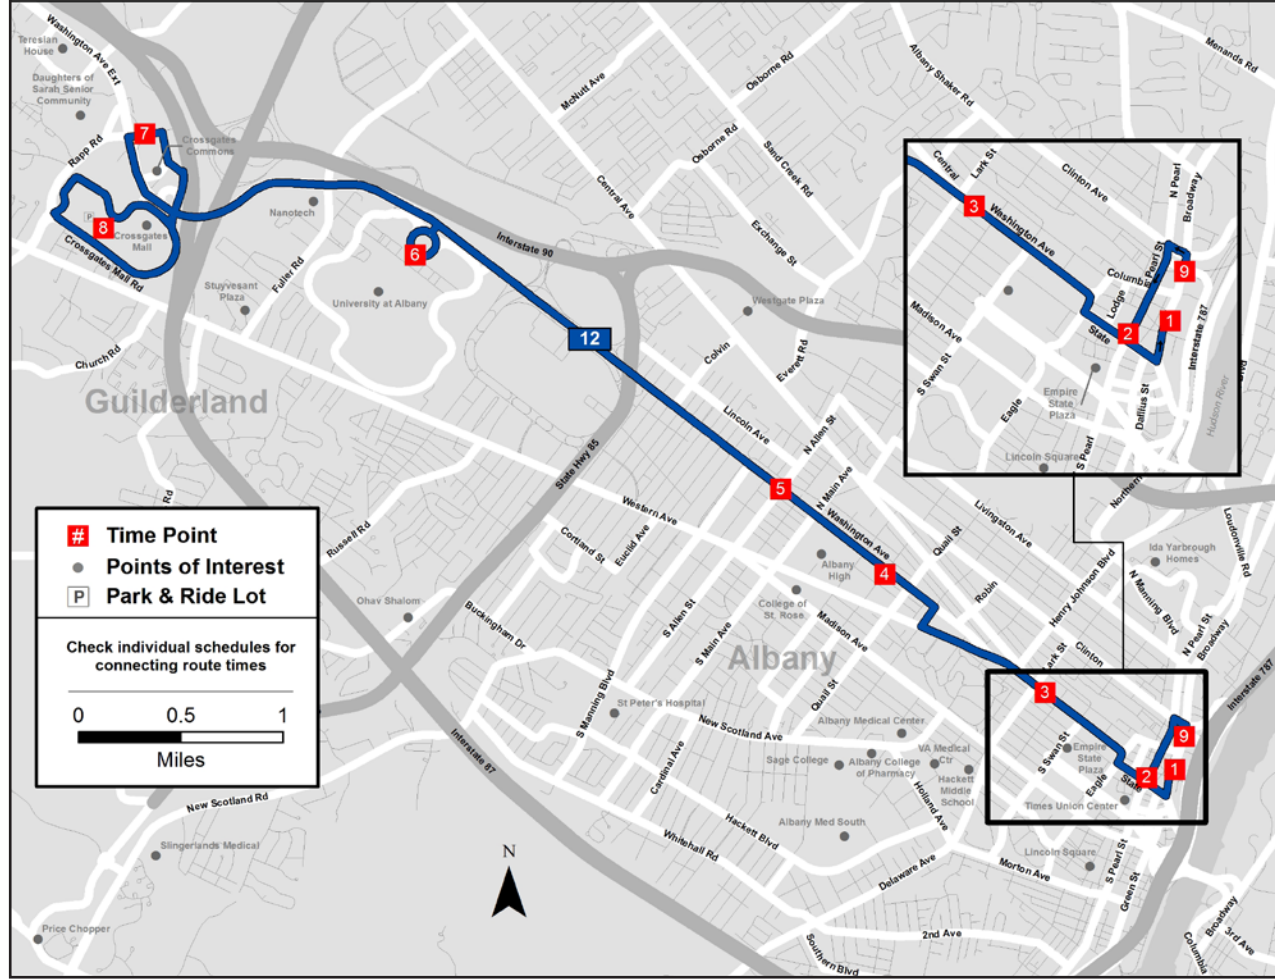 Washington Ave Ext
Teresian
House
Daughters of
Sarah Senior
Community
7
Crossgates
Commons
Rapp Rd
P
8
Crossgates
Mall
Crossgates Mall Rd
Nanotech
Fuller Rd
6
Stuyvesant
Plaza
University at Albany
Church Rd
Guilderland
Interstate 90
12
McNutt Ave
Osborne Rd
Osborne Rd
Sand Creek Rd
Central Ave
Exchange St
Albany Shaker Rd
Menands Rd
Westgate Plaza
Colvin
Everett Rd
Lincoln Ave
N Allen St
N Main Ave
State Hwy 85
5
Washington Ave
Western Ave
Cortland St
Euclid Ave
Russell Rd
Rd
Albany
High
4
Quail St
Livingston Ave
Robin
Henry Johnson Blvd
College of
St. Rose
Madison Ave
Ohav Shalom
Buckingham Dr
S Allen St
S Main Ave
Albany
Quail St
Lark St
Clinton
3
Ida Yarbrough
Homes
N Manning Blvd
N Pearl St
Broadway
Loudonville Rd
Northern
Interstate 787
S Manning Blvd
St Peter's Hospital
New Scotland Ave
Albany Medical Center
Sage College
Albany College
of Pharmacy
VA Medical
Ctr
Hackett
Middle
School
Holland Ave
S Swan St
Empire
State
Plaza
Eagle
State
2
1
9
Times Union Center
Cardinal Ave
Albany Med South
Hackett Blvd
Whitehall Rd
Delaware Ave
Lincoln Square
Morton Ave
S Pearl St
Green St
2nd Ave
Southern Blvd
Broadway
3rd Ave
Columbia
Interstate 87
New Scotland Rd
Slingerlands Medical
Price Chopper
N
Central
Lark St
3
Washington Ave
Clinton Ave
N Pearl
Broadway
N Pearl St
Columbia
9
Lodge
1
2
State
Interstate 787
Madison Ave
S Swan St
Eagle
Empire
State
Plaza
Dallius St
Hudson River
Lincoln Square
S Pearl
# Time Point
Points of Interest
P Park & Ride Lot
Check individual schedules for
connecting route times
0 0.5 1
Miles